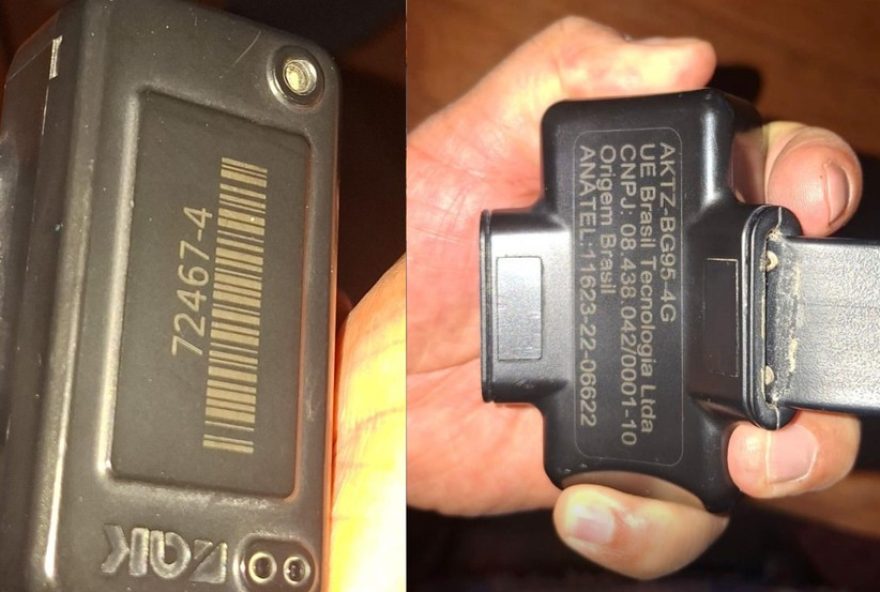 72467-4
AKTZ-BG95-4G
UE Brasil Tecnologia Ltda
CNPJ: 08.438.042/0001-10
Origem Brasil
ANATEL:11623-22-06622